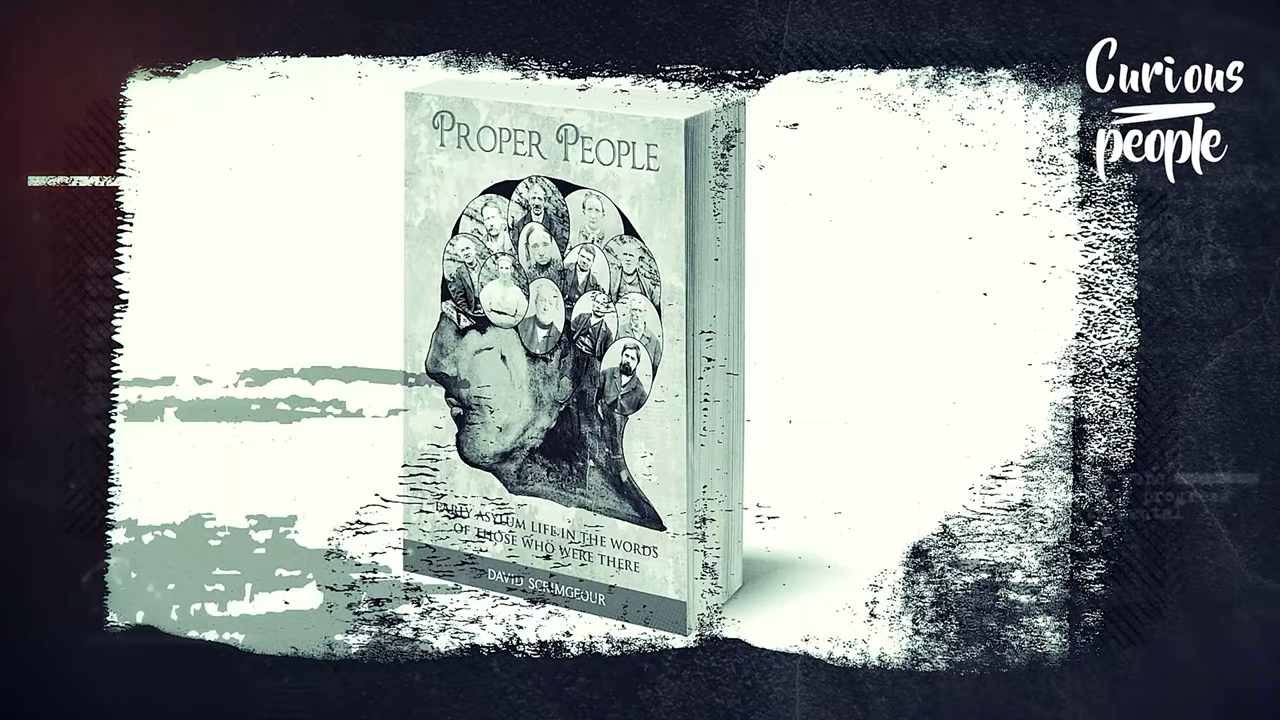 Curious
people
PROPER PEOPLE
EARLY ASYLUM LIFE IN THE WORDS
OF THOSE WHO WERE THERE
DAVID SCRIMGEOUR